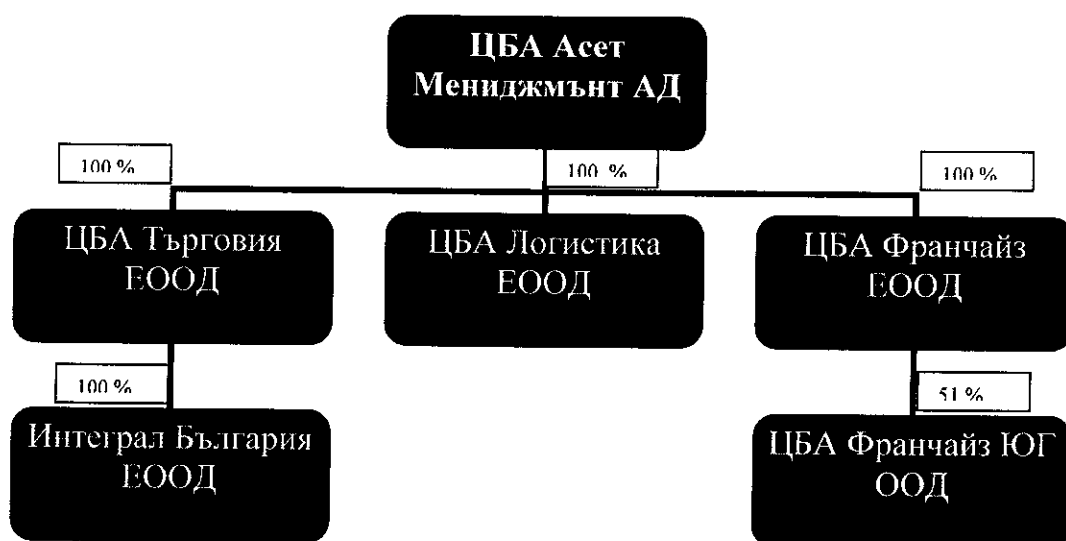 ЦБА Асет
Мениджмънт АД
100 %
100 %
100 %
ЦБА Търговия
ЕООД
ЦБА Логистика
ЕООД
ЦБА Франчайз
ЕООД
100 %
51 %
Интеграл България
ЕООД
ЦБА Франчайз ЮГ
ООД